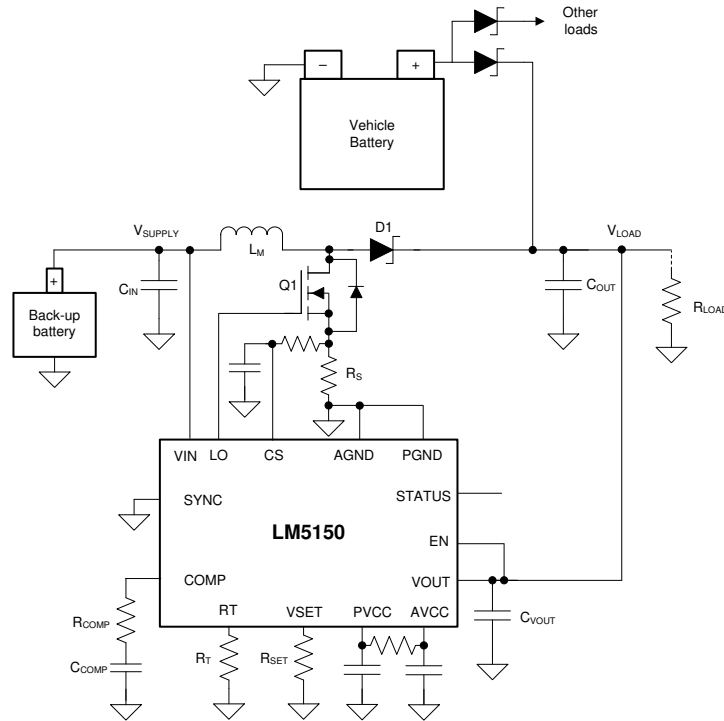 Other
loads
−
+
Vehicle
Battery
V_SUPPLY
L_M
D1
V_LOAD
+
Back-up
battery
C_IN
Q1
C_OUT
R_LOAD
R_S
VIN
LO
CS
AGND
PGND
SYNC
STATUS
LM5150
EN
COMP
VOUT
RT
VSET
PVCC
AVCC
R_COMP
C_COMP
R_T
R_SET
C_VOUT